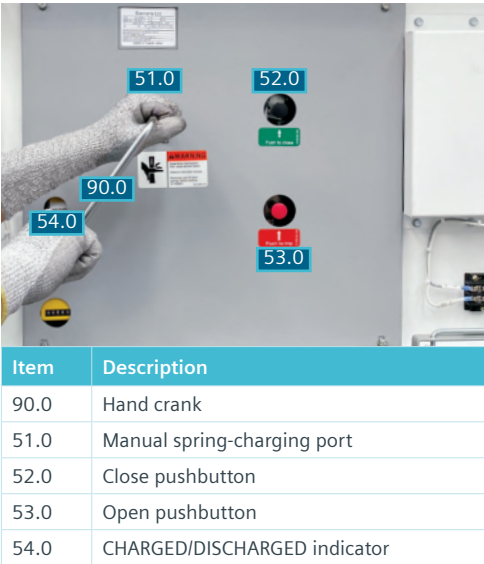 51.0
52.0
WARNING
90.0
54.0
53.0
Item Description
90.0 Hand crank
51.0 Manual spring-charging port
52.0 Close pushbutton
53.0 Open pushbutton
54.0 CHARGED/DISCHARGED indicator